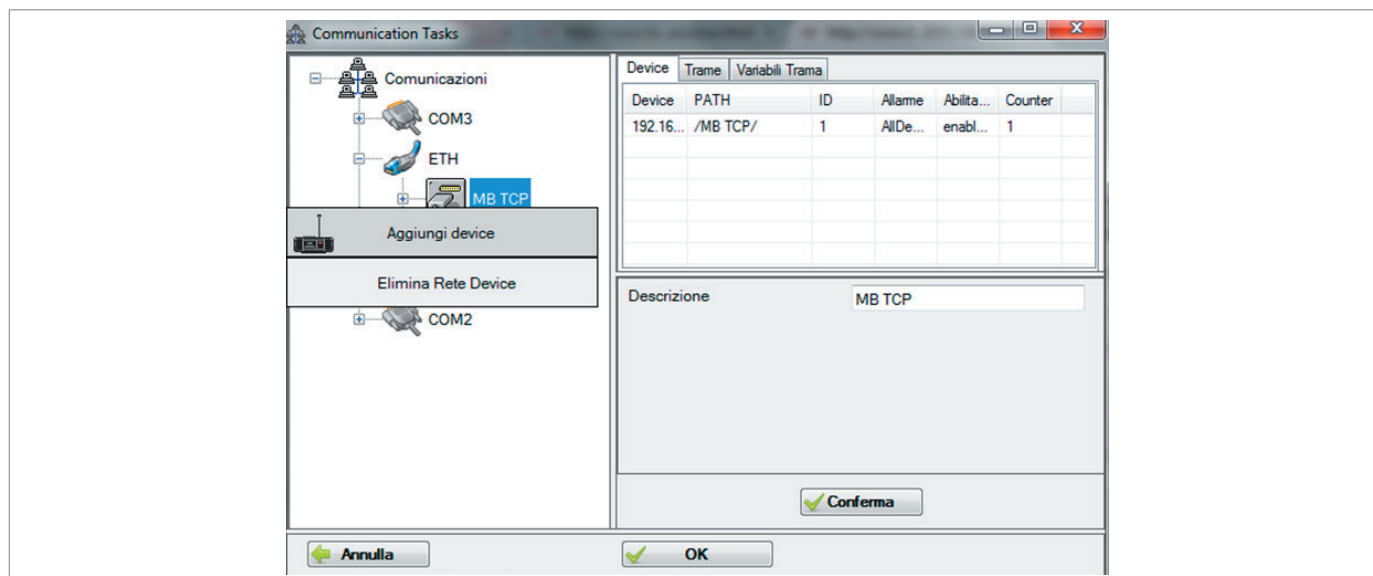 Communication Tasks
Comunicazioni
COM3
ETH
MB TCP
Aggiungi device
Elimina Rete Device
COM2
Device Trame Variabili Trama
Device PATH ID Allarme Abilita... Counter
192.16... /MB TCP/ 1 AllDe... enabl... 1
Descrizione MB TCP
Conferma
Annulla OK